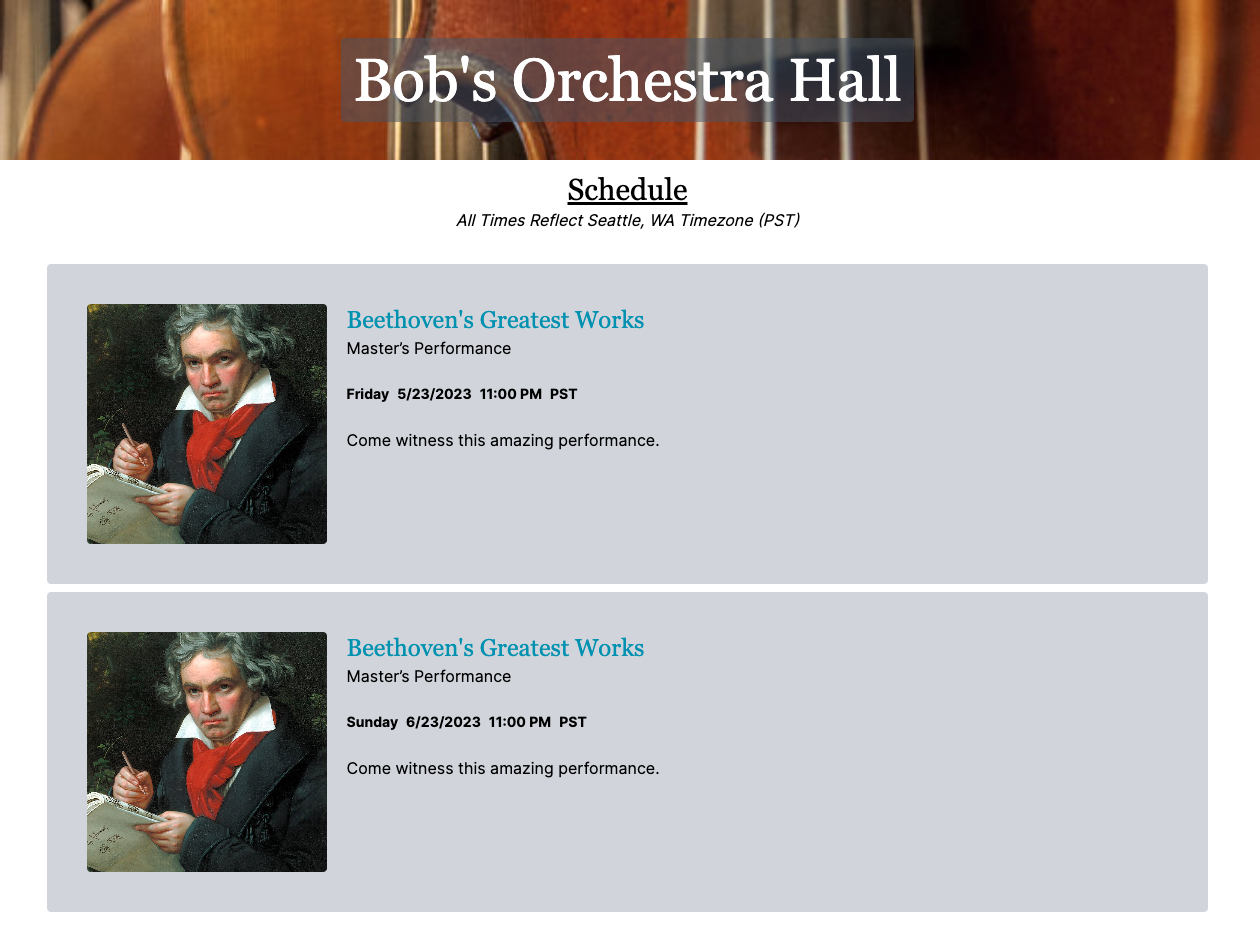 Bob's Orchestra Hall
Schedule
All Times Reflect Seattle, WA Timezone (PST)
Beethoven's Greatest Works
Master’s Performance
Friday 5/23/2023 11:00 PM PST
Come witness this amazing performance.
Beethoven's Greatest Works
Master’s Performance
Sunday 6/23/2023 11:00 PM PST
Come witness this amazing performance.